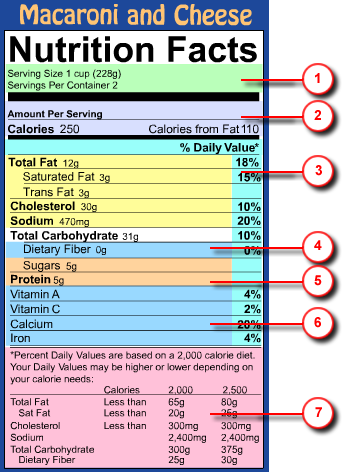 Macaroni and Cheese
Nutrition Facts
Serving Size 1 cup (228g)
Servings Per Container 2
1
Amount Per Serving
2
Calories 250 Calories from Fat 110
% Daily Value*
Total Fat 12g 18%
Saturated Fat 3g 15%
3
Trans Fat 3g
Cholesterol 30g 10%
Sodium 470mg 20%
Total Carbohydrate 31g 10%
Dietary Fiber 0g 0%
4
Sugars 5g
Protein 5g
5
Vitamin A 4%
Vitamin C 2%
Calcium 20%
6
Iron 4%
*Percent Daily Values are based on a 2,000 calorie diet.
Your Daily Values may be higher or lower depending on
your calorie needs:
Calories 2,000 2,500
Total Fat Less than 65g 80g
Sat Fat Less than 20g 25g
7
Cholesterol Less than 300mg 300mg
Sodium 2,400mg 2,400mg
Total Carbohydrate 300g 375g
Dietary Fiber 25g 30g